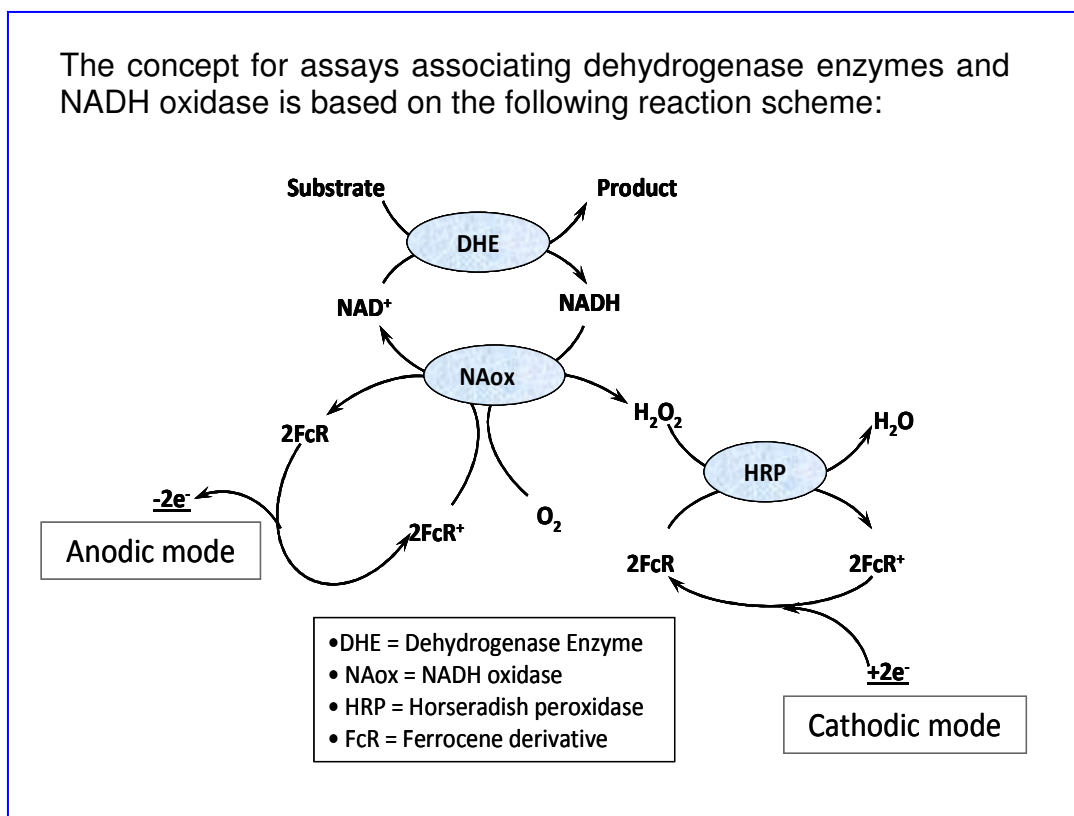 The concept for assays associating dehydrogenase enzymes and
NADH oxidase is based on the following reaction scheme:
Substrate
Product
DHE
NAD⁺
NADH
NAox
H₂O₂
H₂O
2FcR
HRP
-2e⁻
O₂
2FcR⁺
Anodic mode
2FcR
2FcR⁺
•DHE = Dehydrogenase Enzyme
• NAox = NADH oxidase
• HRP = Horseradish peroxidase
• FcR = Ferrocene derivative
+2e⁻
Cathodic mode